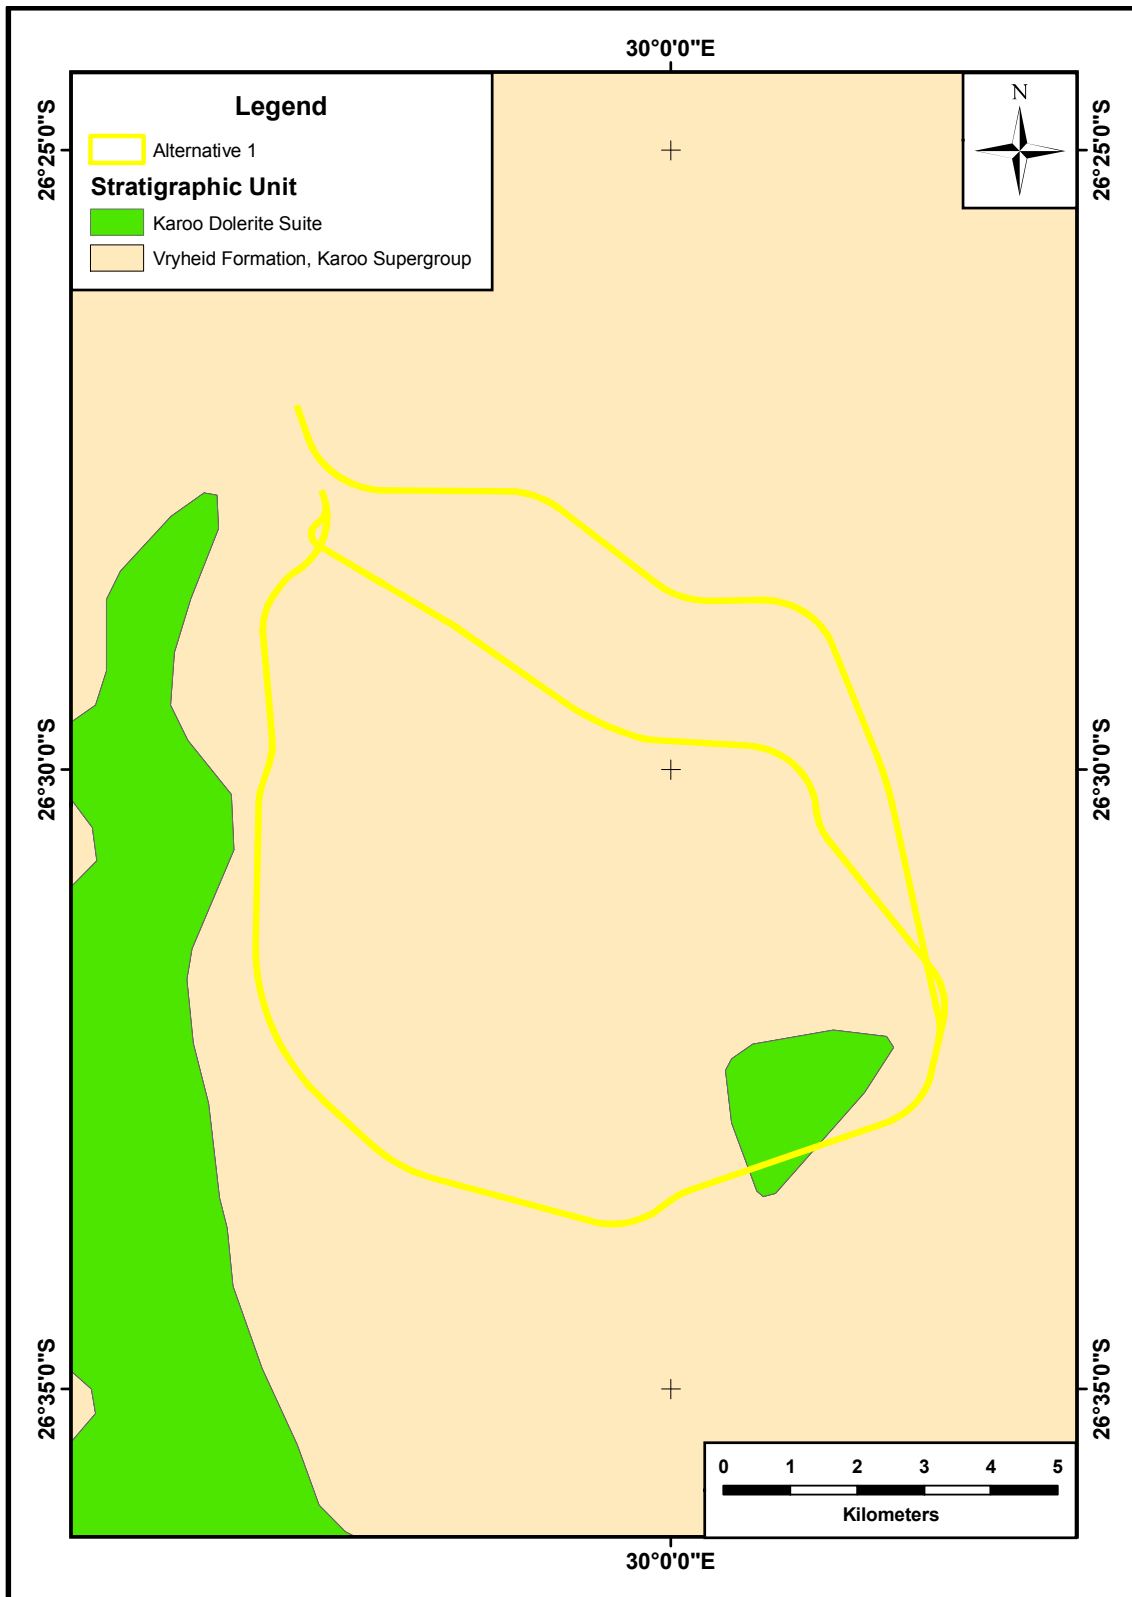 30°0'0"E
Legend
Alternative 1
Stratigraphic Unit
Karoo Dolerite Suite
Vryheid Formation, Karoo Supergroup
N
26°25'0"S
26°25'0"S
26°30'0"S
26°30'0"S
26°35'0"S
26°35'0"S
0 1 2 3 4 5
Kilometers
30°0'0"E